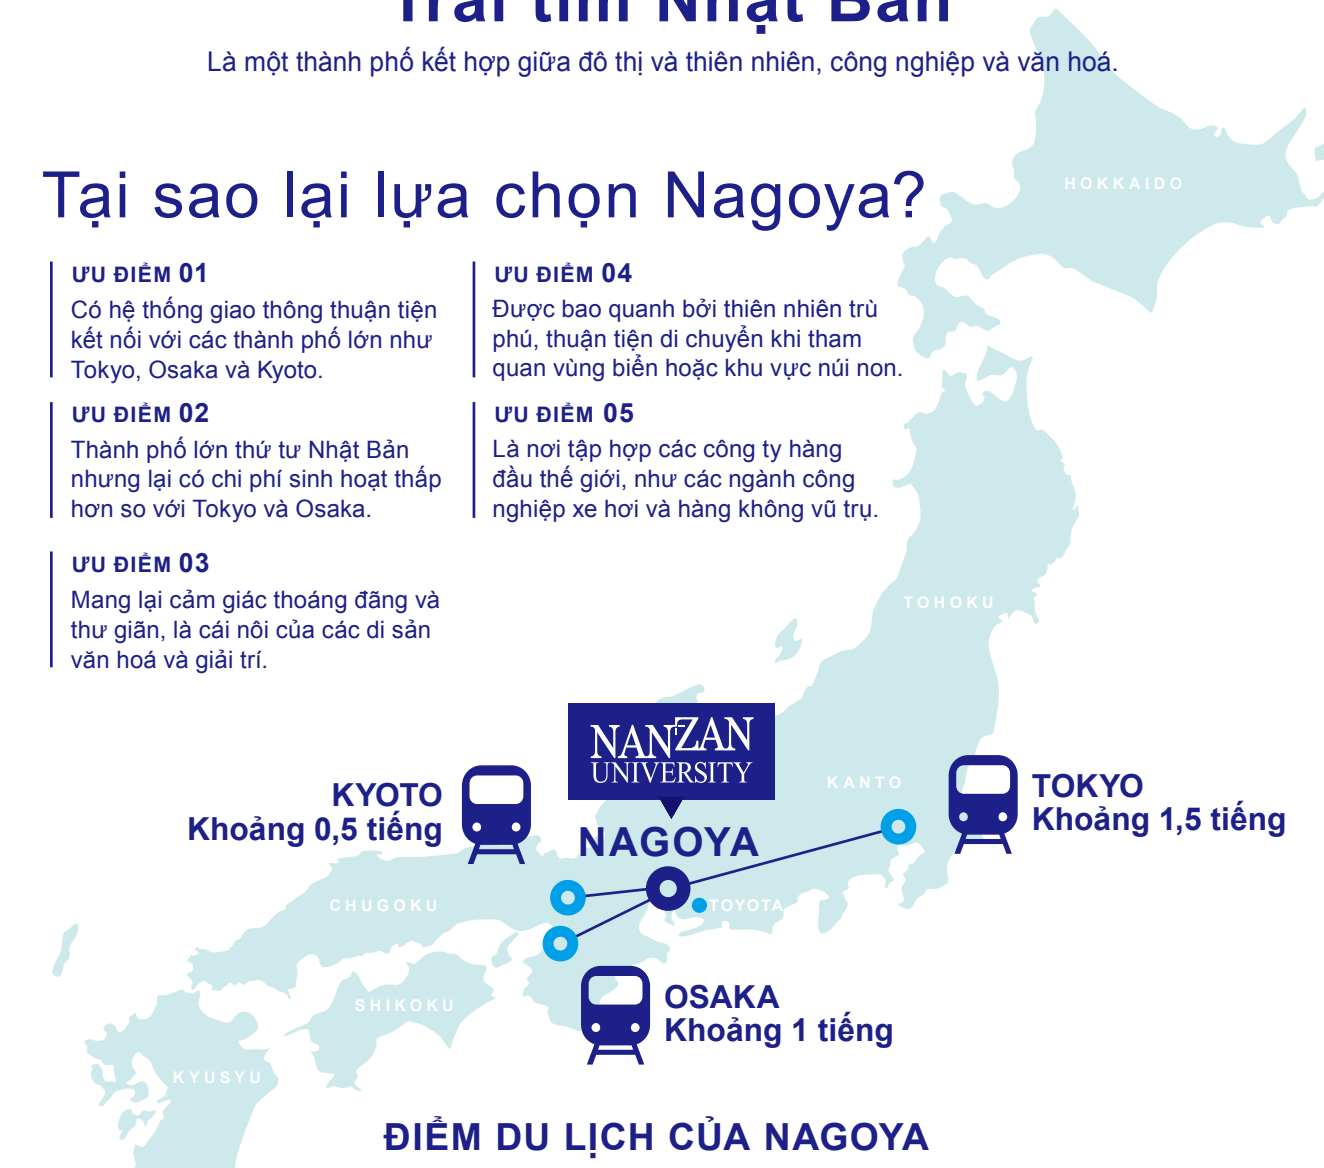 Trái tim Nhật Bản
Là một thành phố kết hợp giữa đô thị và thiên nhiên, công nghiệp và văn hoá.
Tại sao lại lựa chọn Nagoya?
ƯU ĐIỂM 01
Có hệ thống giao thông thuận tiện
kết nối với các thành phố lớn như
Tokyo, Osaka và Kyoto.
ƯU ĐIỂM 02
Thành phố lớn thứ tư Nhật Bản
nhưng lại có chi phí sinh hoạt thấp
hơn so với Tokyo và Osaka.
ƯU ĐIỂM 03
Mang lại cảm giác thoáng đãng và
thư giãn, là cái nôi của các di sản
văn hoá và giải trí.
ƯU ĐIỂM 04
Được bao quanh bởi thiên nhiên trù
phú, thuận tiện di chuyển khi tham
quan vùng biển hoặc khu vực núi non.
ƯU ĐIỂM 05
Là nơi tập hợp các công ty hàng
đầu thế giới, như các ngành công
nghiệp xe hơi và hàng không vũ trụ.
HOKKAIDO
TOHOKU
NANZAN
UNIVERSITY
KANTO
KYOTO
Khoảng 0,5 tiếng
NAGOYA
TOKYO
Khoảng 1,5 tiếng
CHUGOKU
TOYOTA
SHIKOKU
OSAKA
Khoảng 1 tiếng
KYUSYU
ĐIỂM DU LỊCH CỦA NAGOYA